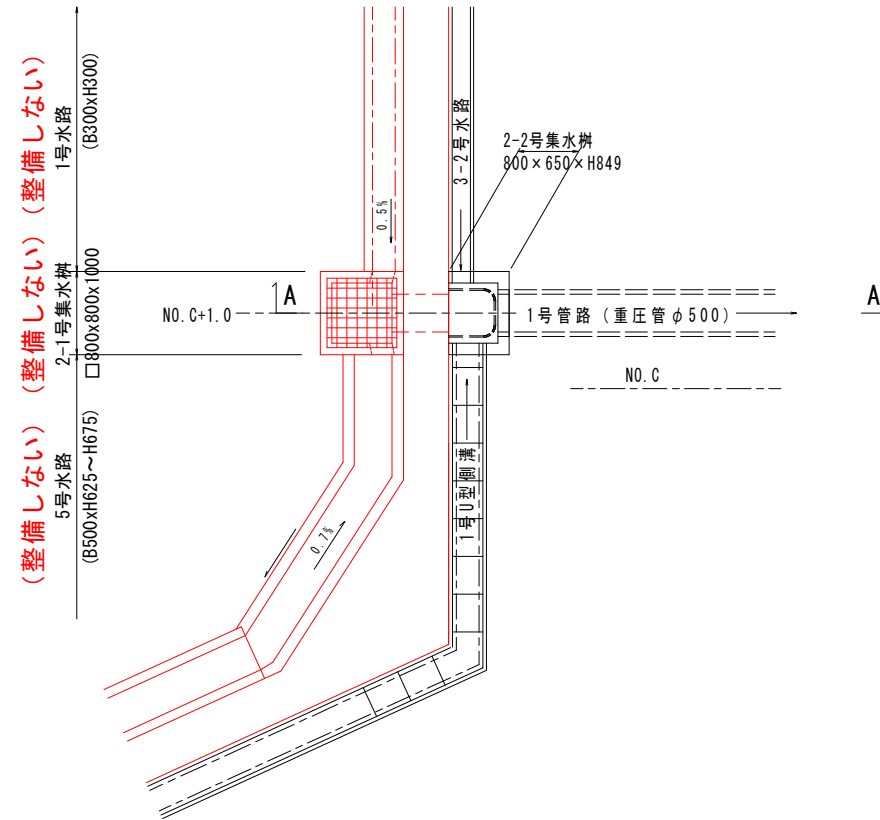 (整備しない)
1号水路
(B300xH300)
(整備しない)
2-1号集水桝
□800x800x1000
(整備しない)
5号水路
(B500xH625～H675)
0.5%
3-2号水路
2-2号集水桝
800×650×H849
A
A
NO.C+1.0
1号管路(重圧管φ500)
NO.C
1号U型側溝
0.7%